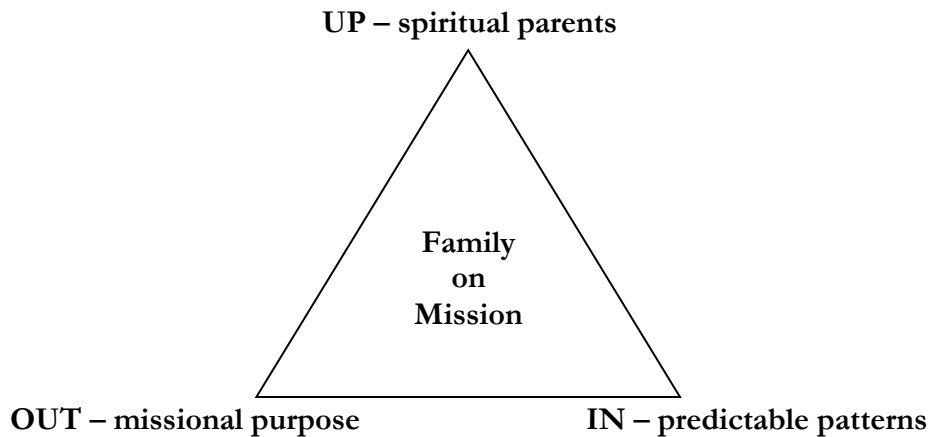 UP – spiritual parents
Family
on
Mission
OUT – missional purpose
IN – predictable patterns